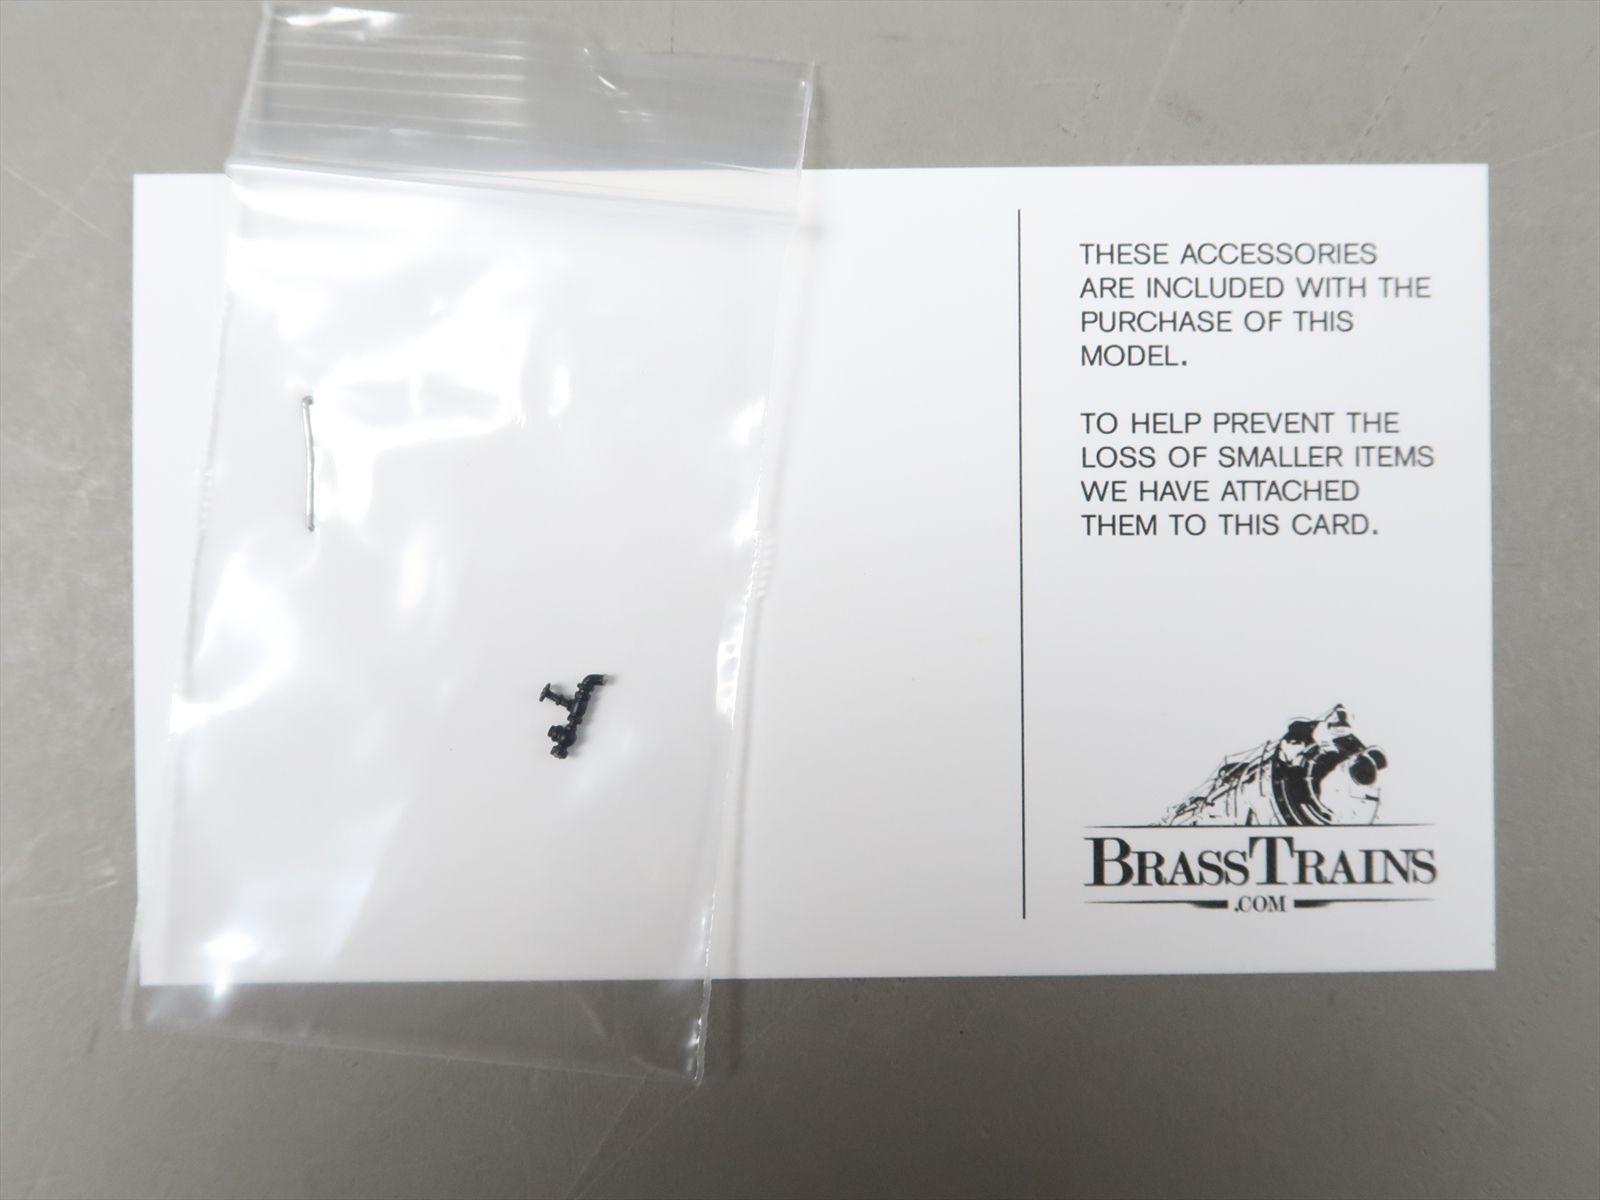 THESE ACCESSORIES
ARE INCLUDED WITH THE
PURCHASE OF THIS
MODEL.
TO HELP PREVENT THE
LOSS OF SMALLER ITEMS
WE HAVE ATTACHED
THEM TO THIS CARD.
BRASSTRAINS
.COM